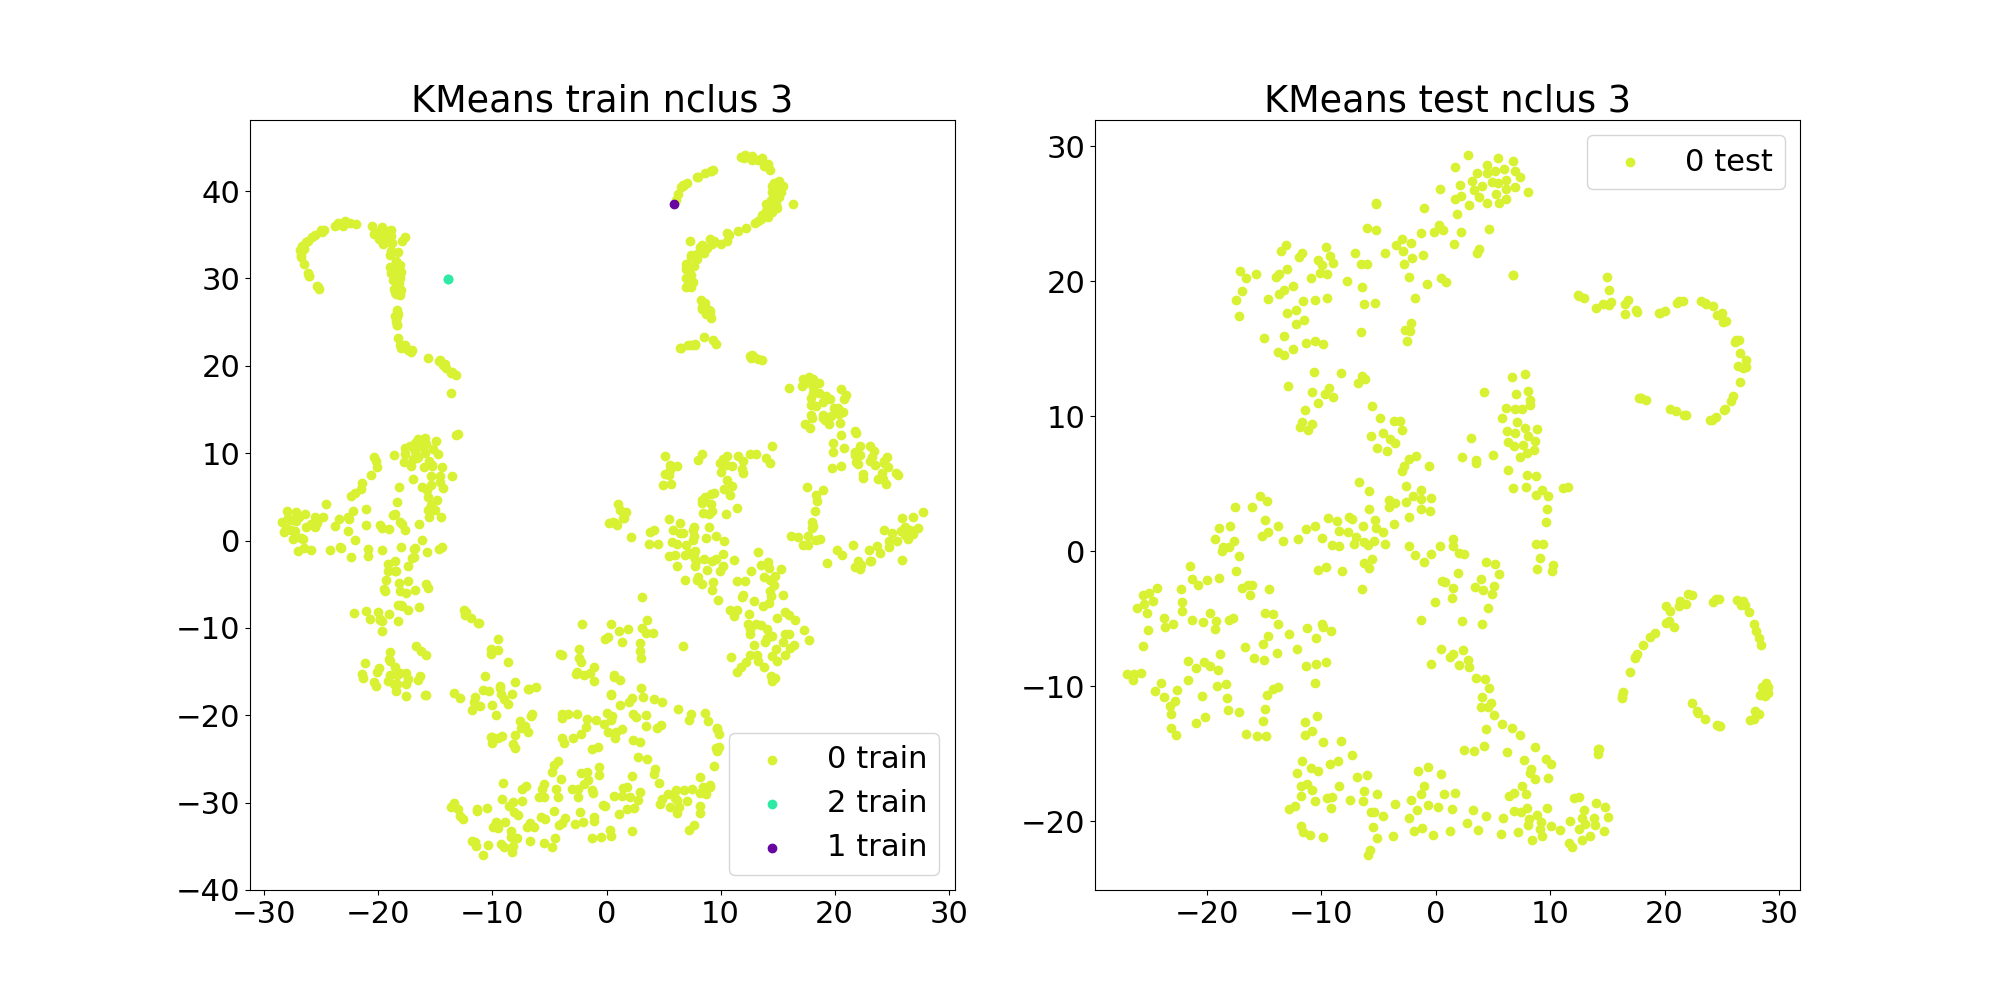 KMeans train nclus 3
40
30
20
10
0
−10
−20
−30
−40
−30 −20 −10 0 10 20 30
0 train
2 train
1 train
KMeans test nclus 3
30
20
10
0
−10
−20
−20 −10 0 10 20 30
0 test